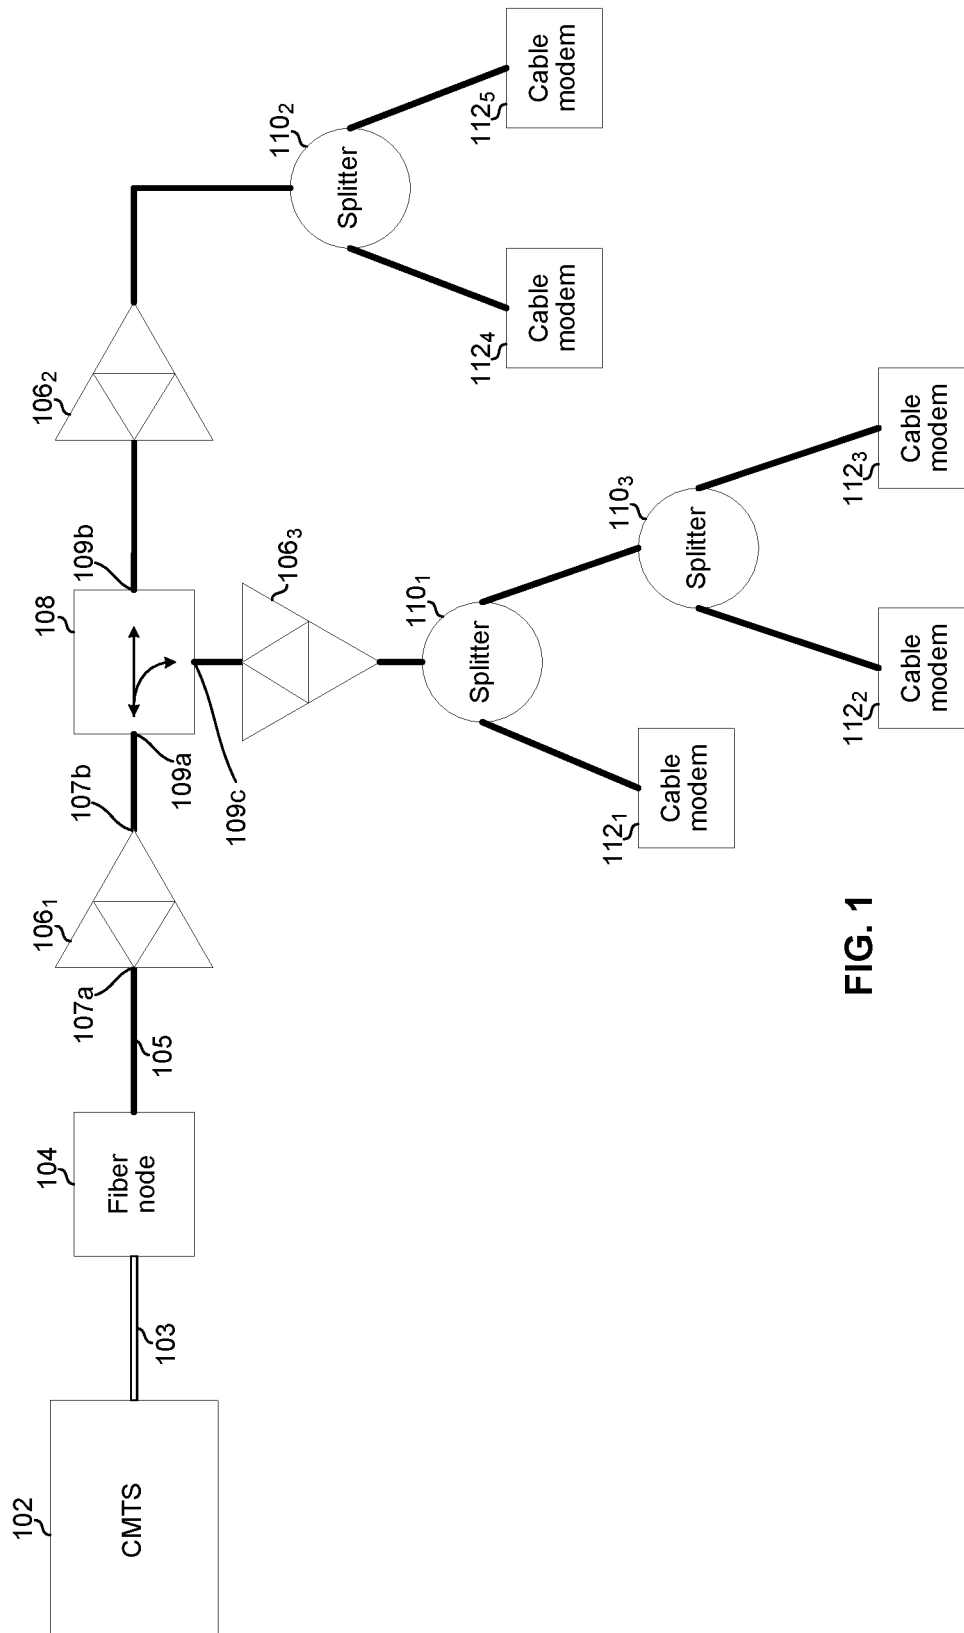 102
CMTS
103
104
Fiber
node
105
107a
106₁
107b
109a
109c
108
109b
106₂
106₃
110₁
Splitter
110₂
Splitter
110₃
Splitter
112₁
Cable
modem
112₂
Cable
modem
112₃
Cable
modem
112₄
Cable
modem
112₅
Cable
modem
FIG. 1